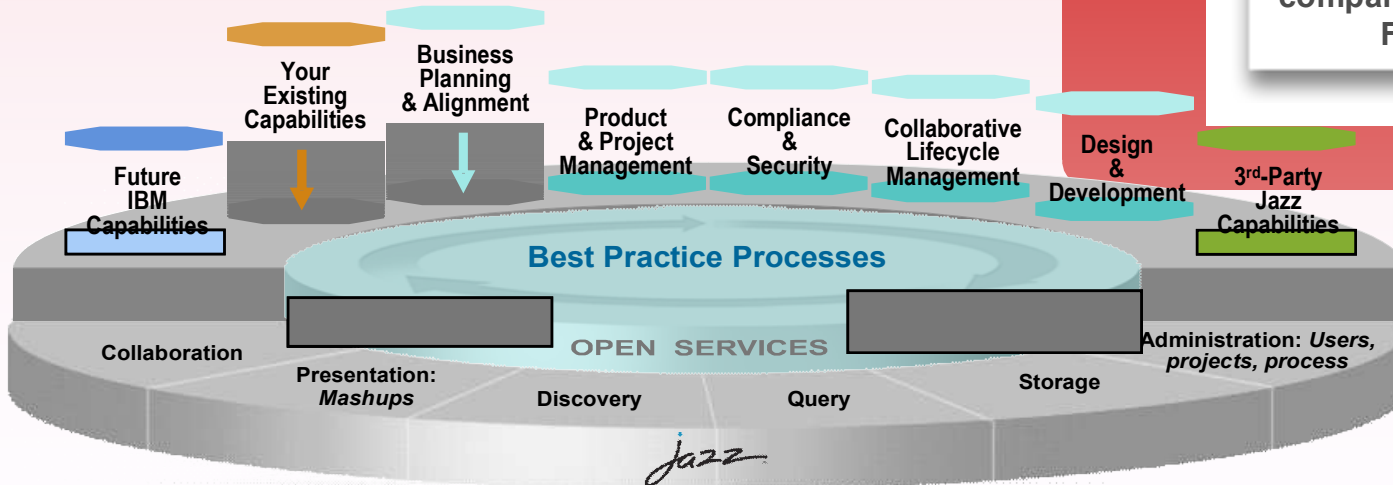 compar
F
Your
Existing
Capabilities
Business
Planning
& Alignment
Product
& Project
Management
Compliance
&
Security
Collaborative
Lifecycle
Management
Design
&
Development
Future
IBM
Capabilities
3rd-Party
Jazz
Capabilities
Best Practice Processes
OPEN SERVICES
Collaboration
Presentation:
Mashups
Discovery
Query
Storage
Administration: Users,
projects, process
jazz